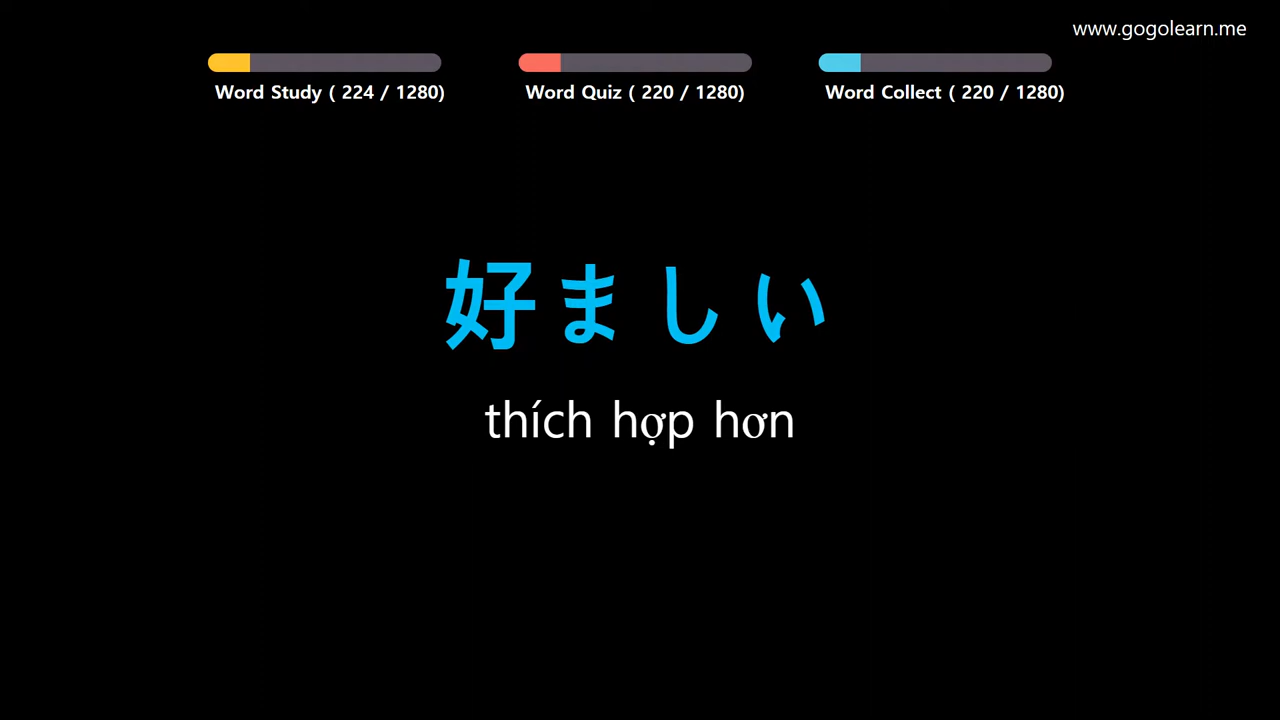 www.gogolearn.me
Word Study ( 224 / 1280)
Word Quiz ( 220 / 1280)
Word Collect ( 220 / 1280)
好ましい
thích hợp hơn